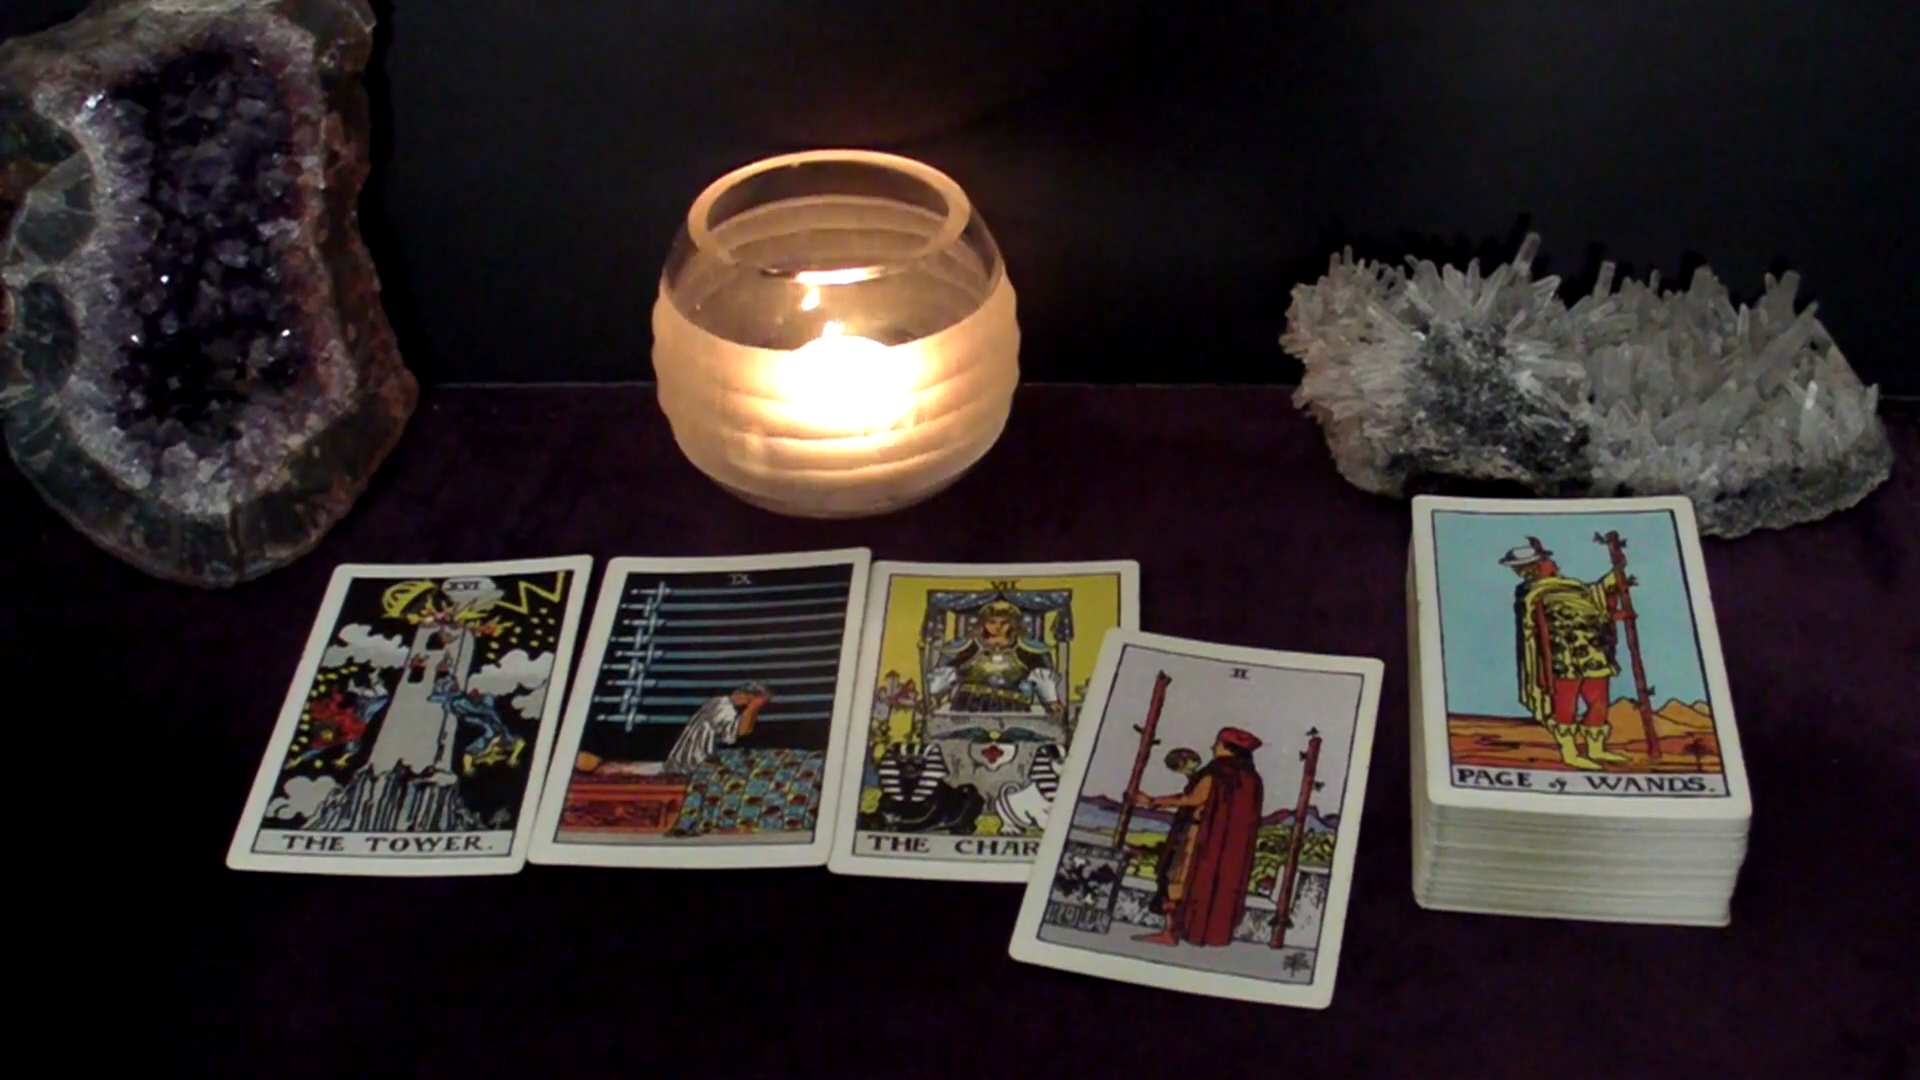 XVI
THE TOWER.
IX
VII
THE CHAR
II
PAGE of WANDS.